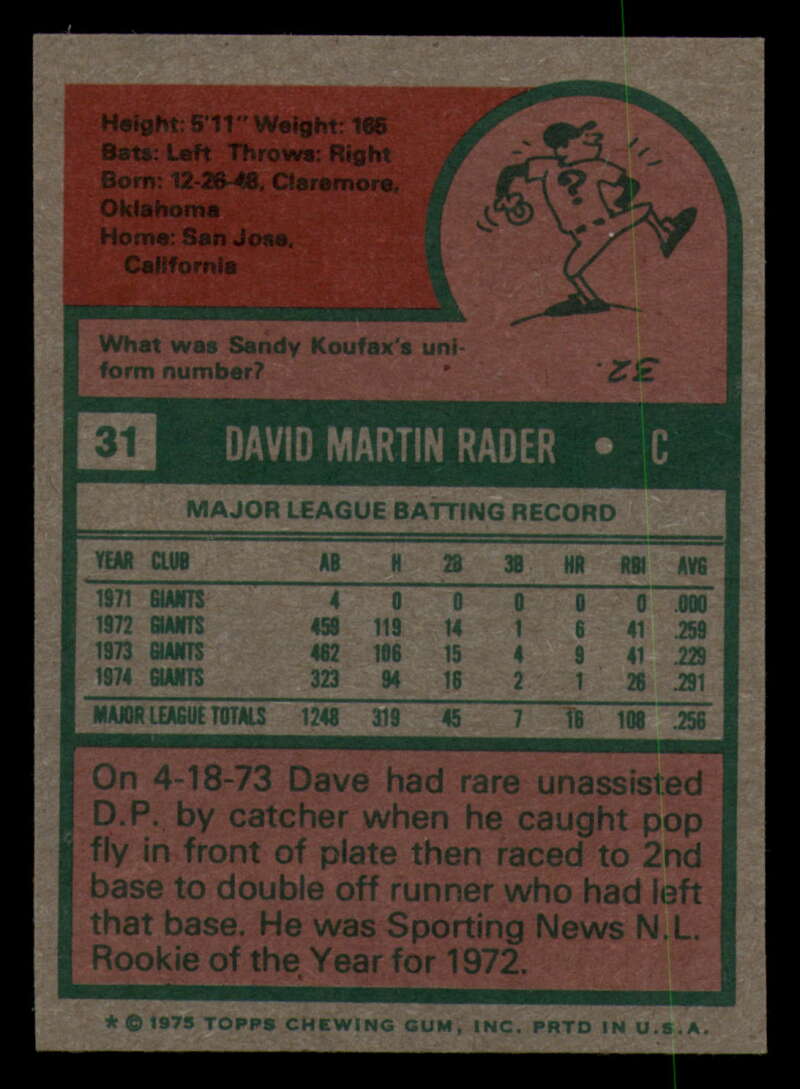 Height: 5'11" Weight: 165
Bats: Left Throws: Right
Born: 12-26-48, Claremore,
Oklahoma
Home: San Jose,
California
?
What was Sandy Koufax's uni-
form number?
32.
31 DAVID MARTIN RADER • C
MAJOR LEAGUE BATTING RECORD
YEAR CLUB AB H 2B 3B HR RBI AVG
1971 GIANTS 4 0 0 0 0 0 .000
1972 GIANTS 459 119 14 1 6 41 .259
1973 GIANTS 462 106 15 4 9 41 .229
1974 GIANTS 323 94 16 2 1 26 .291
MAJOR LEAGUE TOTALS 1248 319 45 7 16 108 .256
On 4-18-73 Dave had rare unassisted
D.P. by catcher when he caught pop
fly in front of plate then raced to 2nd
base to double off runner who had left
that base. He was Sporting News N.L.
Rookie of the Year for 1972.
* © 1975 TOPPS CHEWING GUM, INC. PRTD IN U.S.A.